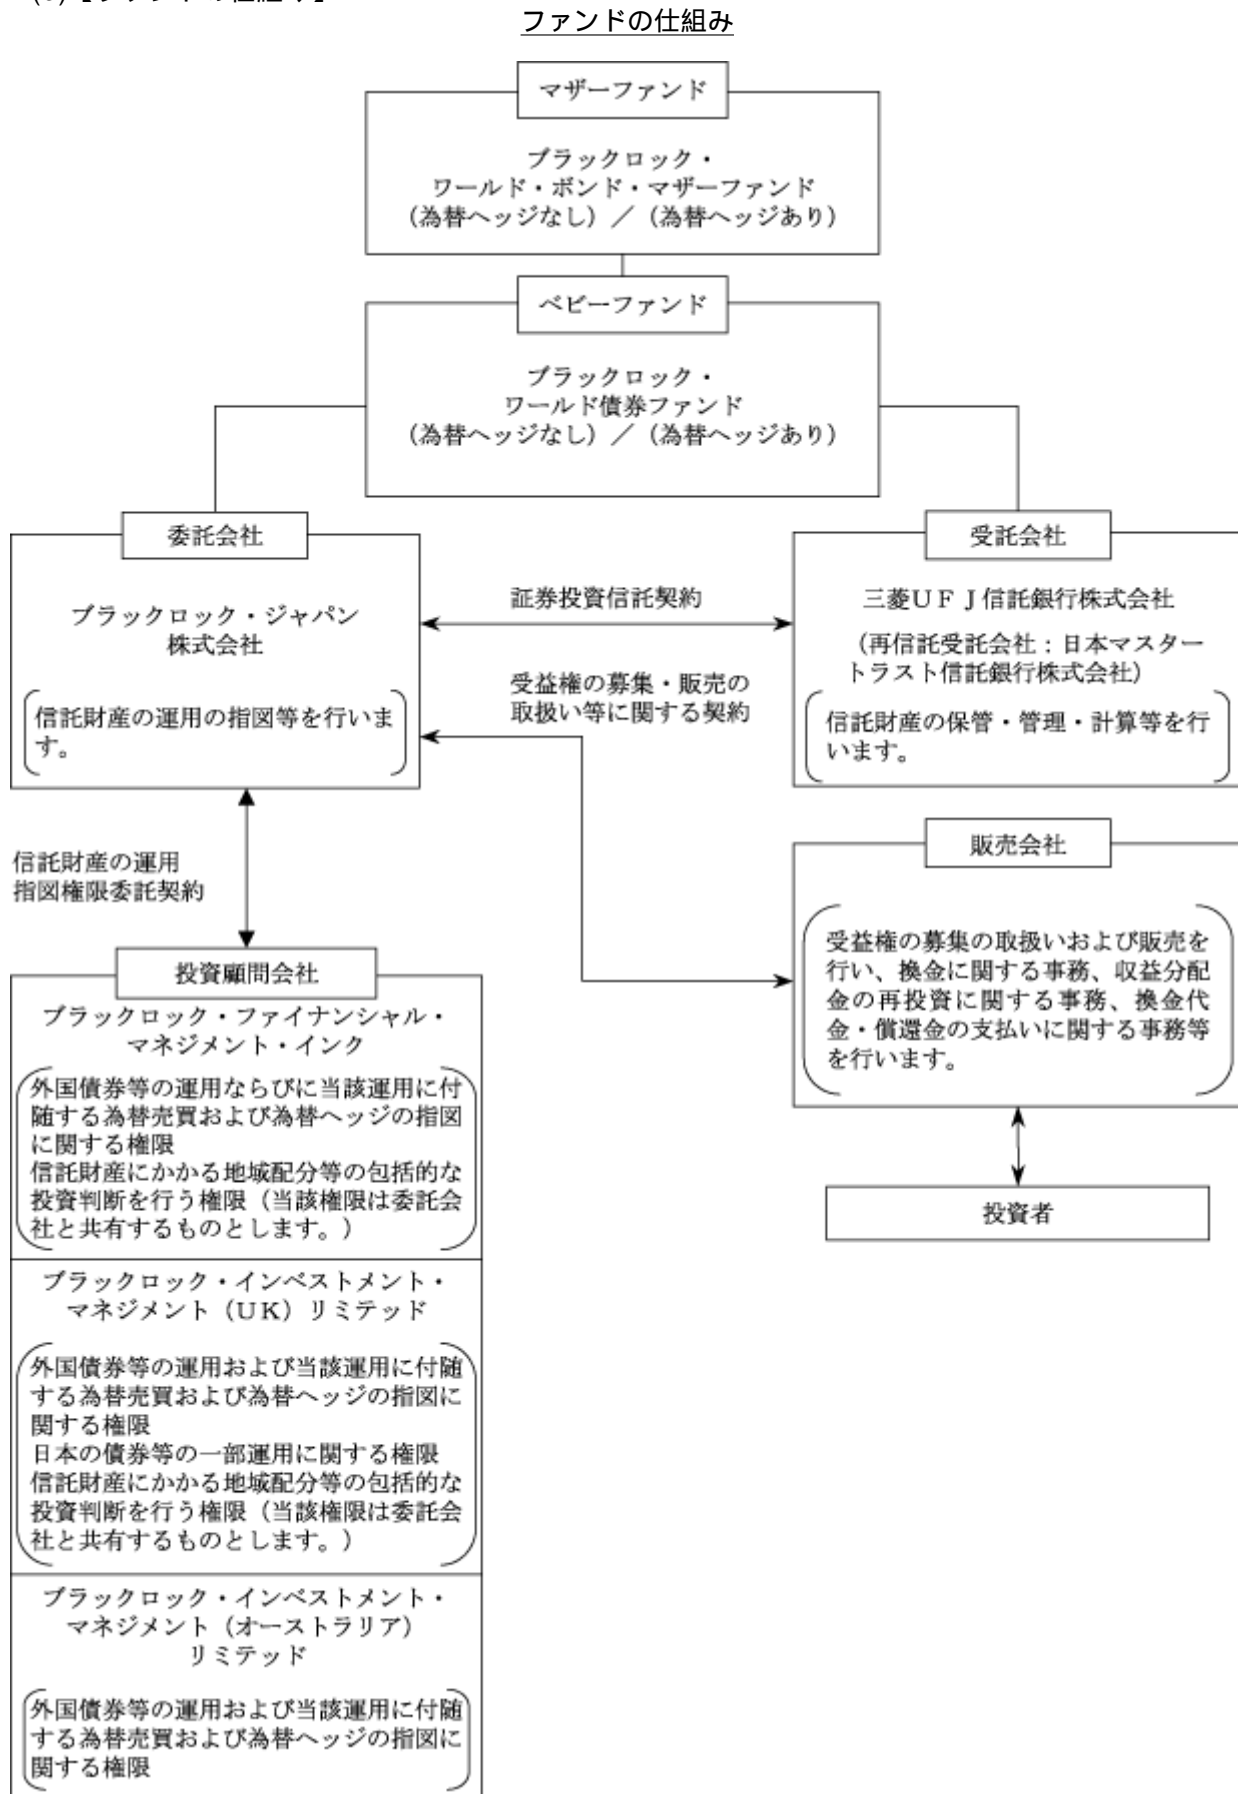 ファンドの仕組み
マザーファンド
ブラックロック・
ワールド・ボンド・マザーファンド
（為替ヘッジなし）／（為替ヘッジあり）
ベビーファンド
ブラックロック・
ワールド債券ファンド
（為替ヘッジなし）／（為替ヘッジあり）
委託会社
ブラックロック・ジャパン
株式会社
信託財産の運用の指図等を行いま
す。
証券投資信託契約
受益権の募集・販売の
取扱い等に関する契約
受託会社
三菱ＵＦＪ信託銀行株式会社
（再信託受託会社：日本マスター
トラスト信託銀行株式会社）
信託財産の保管・管理・計算等を行
います。
信託財産の運用
指図権限委託契約
販売会社
受益権の募集の取扱いおよび販売を
行い、換金に関する事務、収益分配
金の再投資に関する事務、換金代
金・償還金の支払いに関する事務等
を行います。
投資者
投資顧問会社
ブラックロック・ファイナンシャル・
マネジメント・インク
外国債券等の運用ならびに当該運用に付
随する為替売買および為替ヘッジの指図
に関する権限
信託財産にかかる地域配分等の包括的な
投資判断を行う権限（当該権限は委託会
社と共有するものとします。）
ブラックロック・インベストメント・
マネジメント（ＵＫ）リミテッド
外国債券等の運用および当該運用に付随
する為替売買および為替ヘッジの指図に
関する権限
日本の債券等の一部運用に関する権限
信託財産にかかる地域配分等の包括的な
投資判断を行う権限（当該権限は委託会
社と共有するものとします。）
ブラックロック・インベストメント・
マネジメント（オーストラリア）
リミテッド
外国債券等の運用および当該運用に付随
する為替売買および為替ヘッジの指図に
関する権限